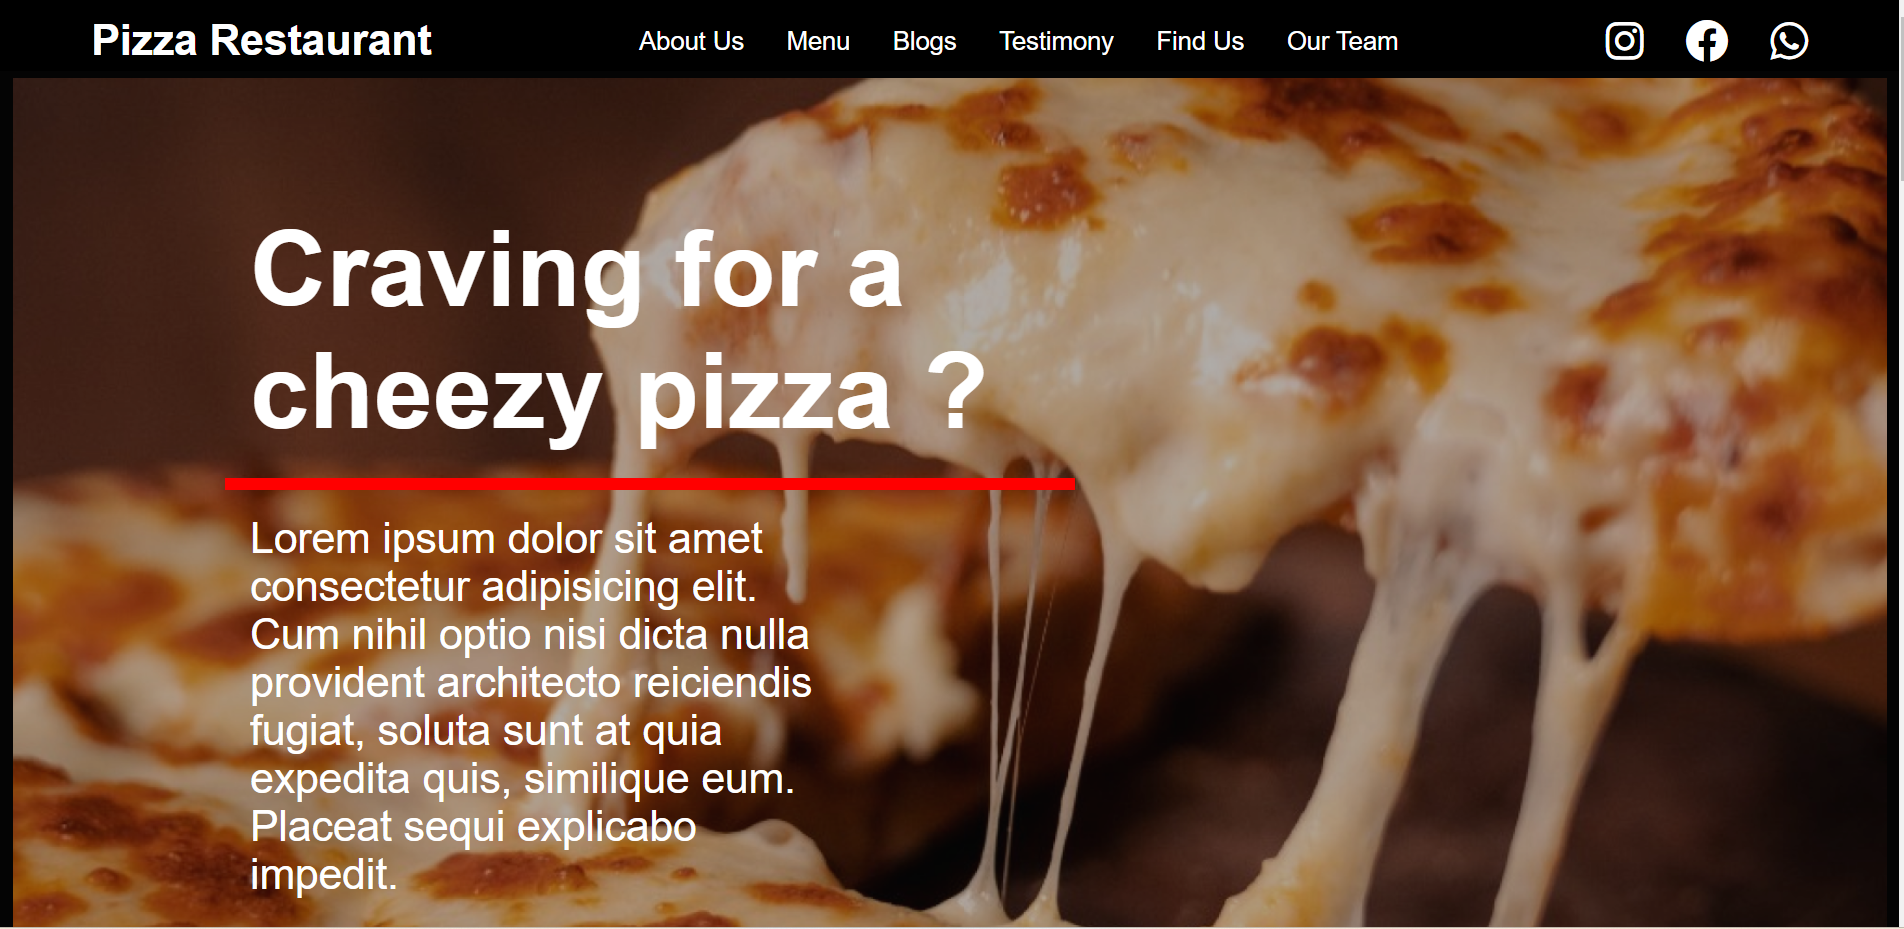 Pizza Restaurant
About Us Menu Blogs Testimony Find Us Our Team
Craving for a
cheezy pizza ?
Lorem ipsum dolor sit amet
consectetur adipisicing elit.
Cum nihil optio nisi dicta nulla
provident architecto reiciendis
fugiat, soluta sunt at quia
expedita quis, similique eum.
Placeat sequi explicabo
impedit.